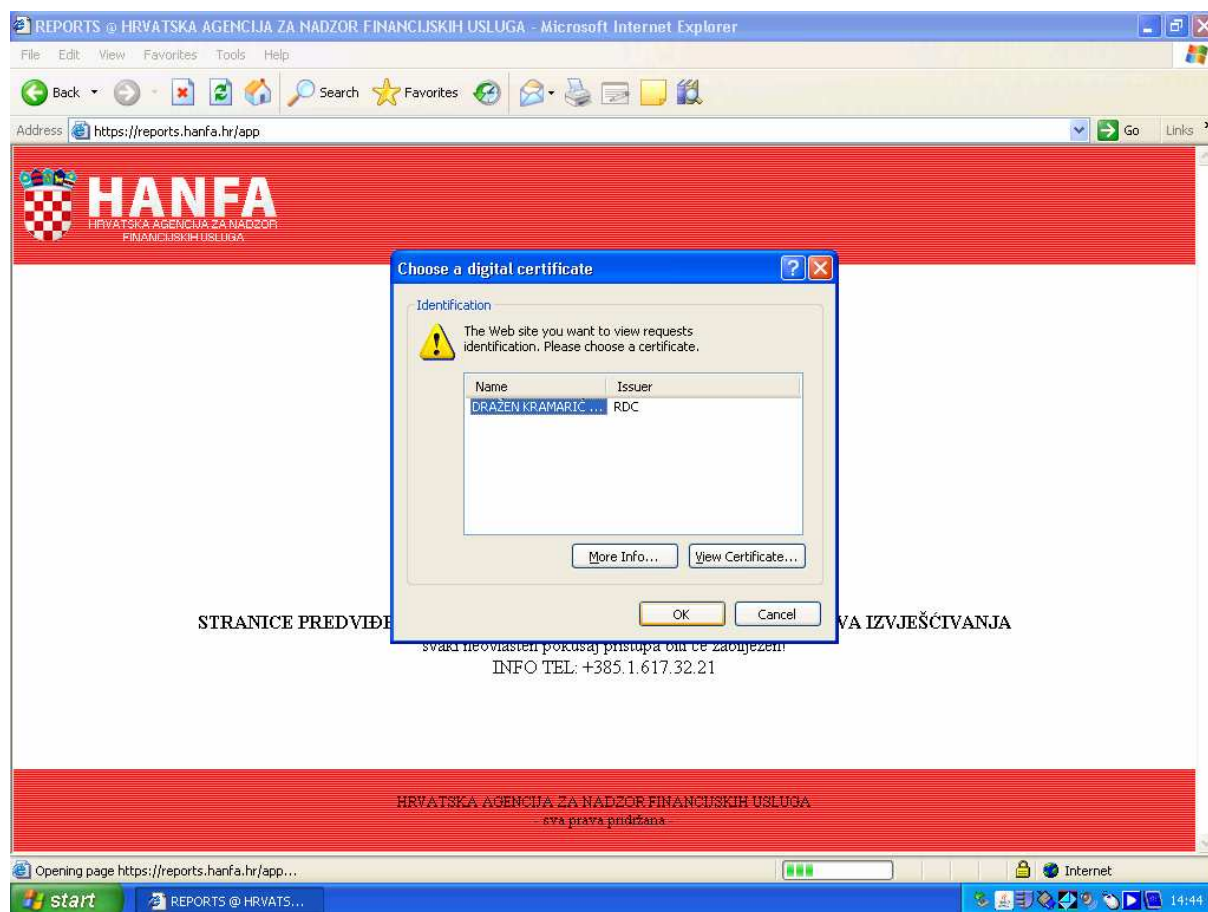 REPORTS @ HRVATSKA AGENCIJA ZA NADZOR FINANCIJSKIH USLUGA - Microsoft Internet Explorer
File Edit View Favorites Tools Help
Back Search Favorites
Address https://reports.hanfa.hr/app Go Links
HANFA
HRVATSKA AGENCIJA ZA NADZOR
FINANCIJSKIH USLUGA
Choose a digital certificate
Identification
The Web site you want to view requests
identification. Please choose a certificate.
Name Issuer
DRAŽEN KRAMARIĆ ... RDC
More Info... View Certificate...
OK Cancel
STRANICE VA IZVJEŠĆIVANJA
svaki neovlašten pokušaj pristupa biti će zabilježen!
INFO TEL: +385.1.617.32.21
HRVATSKA AGENCIJA ZA NADZOR FINANCIJSKIH USLUGA
- sva prava pridržana -
Opening page https://reports.hanfa.hr/app... Internet
start REPORTS @ HRVATS... 14:44